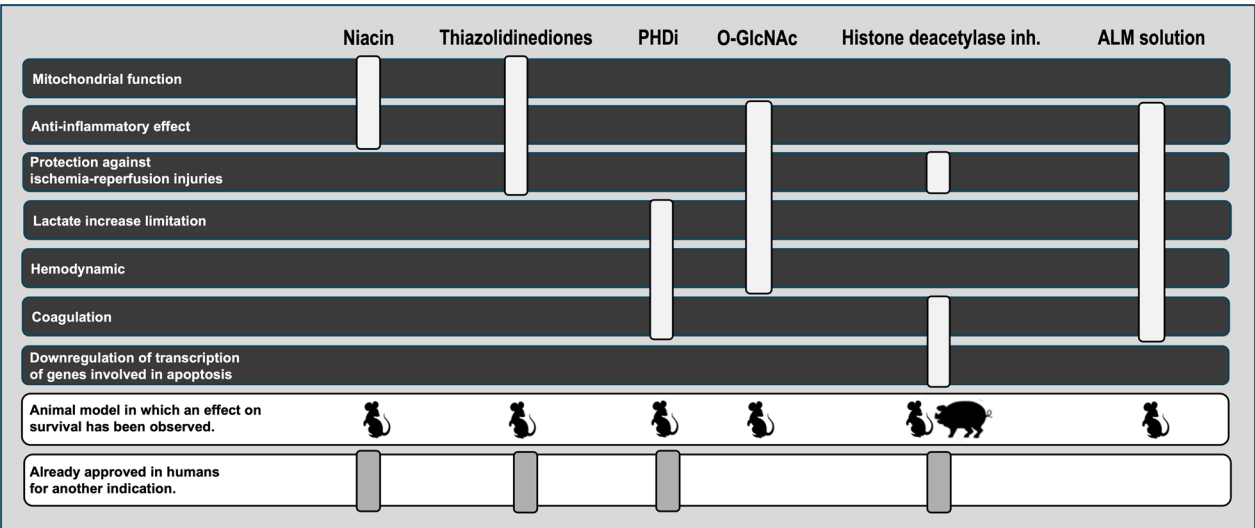 Niacin Thiazolidinediones PHDi O-GlcNAc Histone deacetylase inh. ALM solution
Mitochondrial function
Anti-inflammatory effect
Protection against
ischemia-reperfusion injuries
Lactate increase limitation
Hemodynamic
Coagulation
Downregulation of transcription
of genes involved in apoptosis
Animal model in which an effect on
survival has been observed.
Already approved in humans
for another indication.